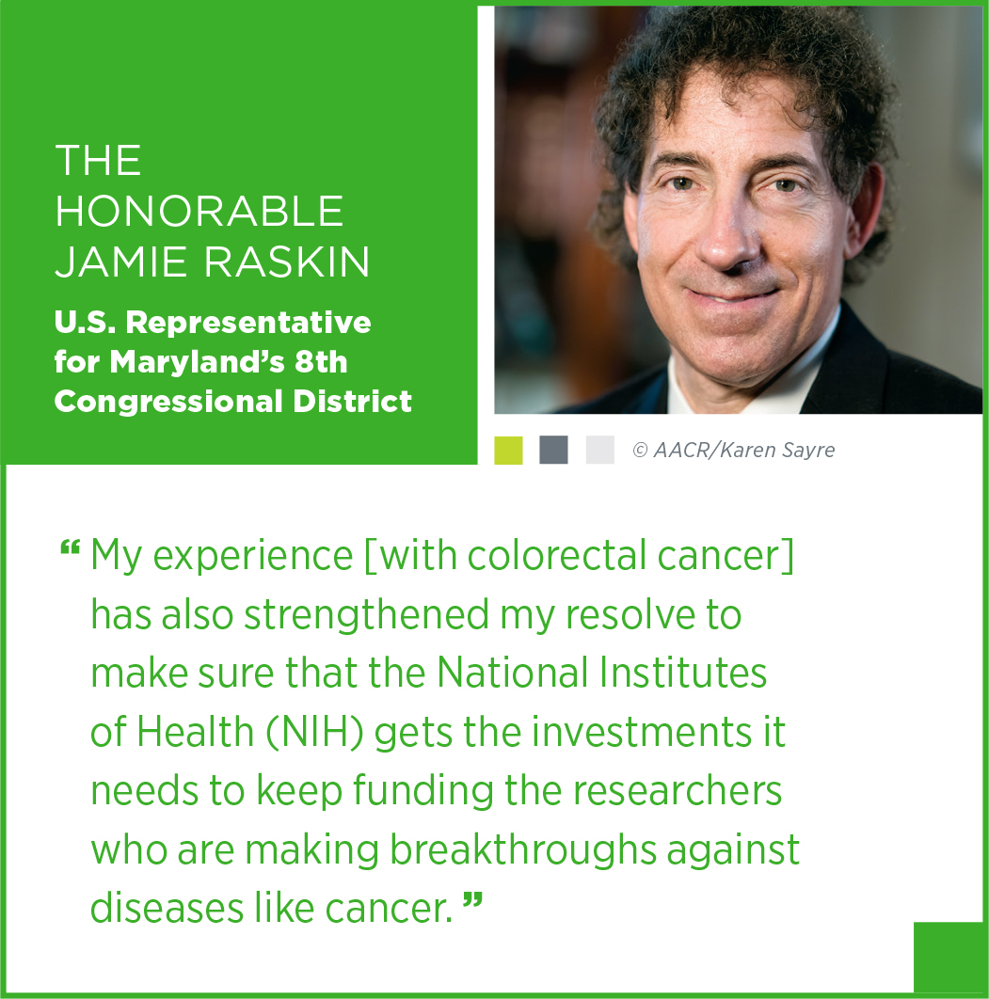 THE
HONORABLE
JAMIE RASKIN
U.S. Representative
for Maryland’s 8th
Congressional District
© AACR/Karen Sayre
“ My experience [with colorectal cancer]
has also strengthened my resolve to
make sure that the National Institutes
of Health (NIH) gets the investments it
needs to keep funding the researchers
who are making breakthroughs against
diseases like cancer. ”